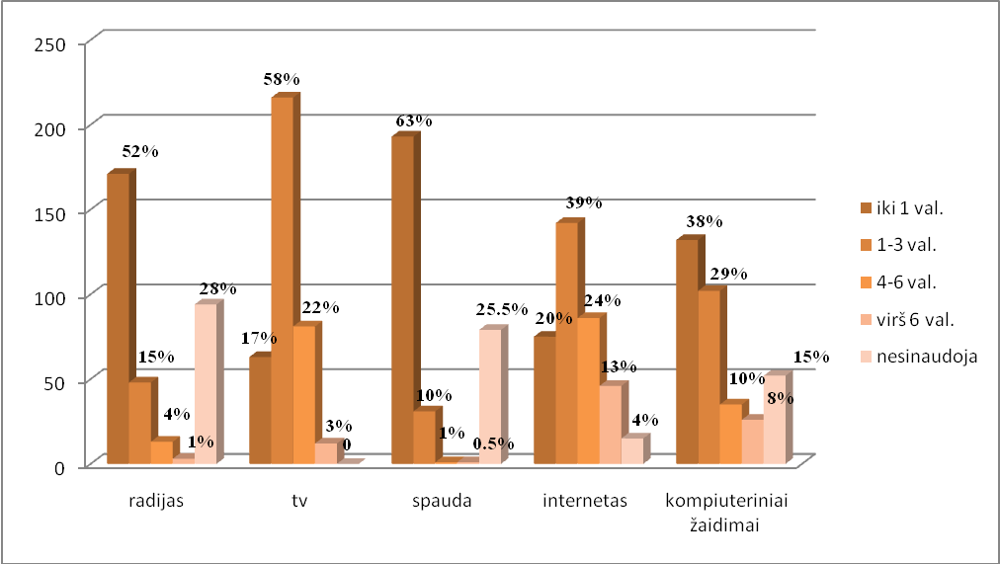 250
200
150
100
50
0
52%
15%
4%
1%
28%
17%
58%
22%
3%
0
63%
10%
1%
0.5%
25.5%
20%
39%
24%
13%
4%
38%
29%
10%
8%
15%
radijas
tv
spauda
internetas
kompiuteriniai
žaidimai
iki 1 val.
1-3 val.
4-6 val.
virš 6 val.
nesinaudoja